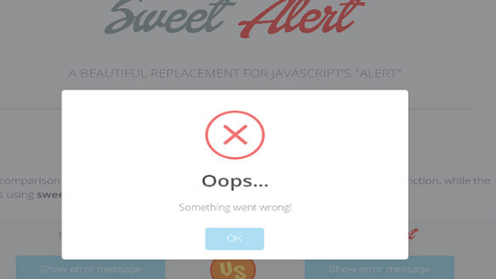 Sweet Alert
A BEAUTIFUL REPLACEMENT FOR JAVASCRIPT'S "ALERT"
Oops...
comparison
nction, while the
s using swee
Something went wrong!
OK
Show error message
VS
Show error message